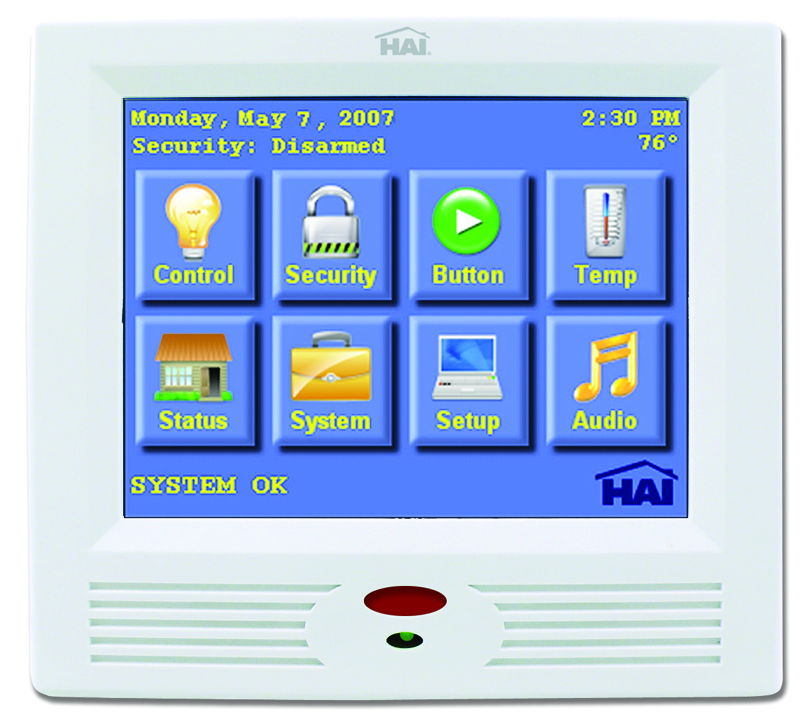 HAI
Monday, May 7, 2007 2:30 PM
Security: Disarmed 76°
Control Security Button Temp
Status System Setup Audio
SYSTEM OK HAI